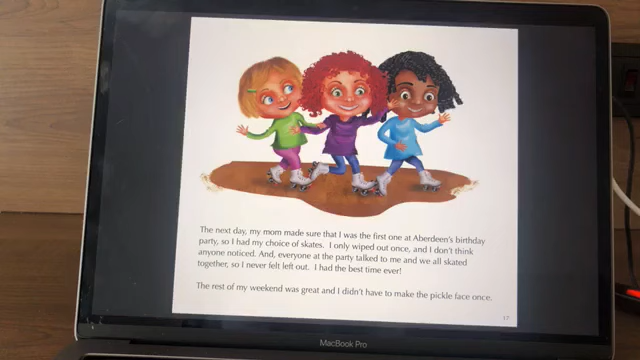 The next day, my mom made sure that I was the first one at Aberdeen's birthday
party, so I had my choice of skates. I only wiped out once, and I don't think
anyone noticed. And, everyone at the party talked to me and we all skated
together, so I never felt left out. I had the best time ever!
The rest of my weekend was great and I didn't have to make the pickle face once.
17
MacBook Pro